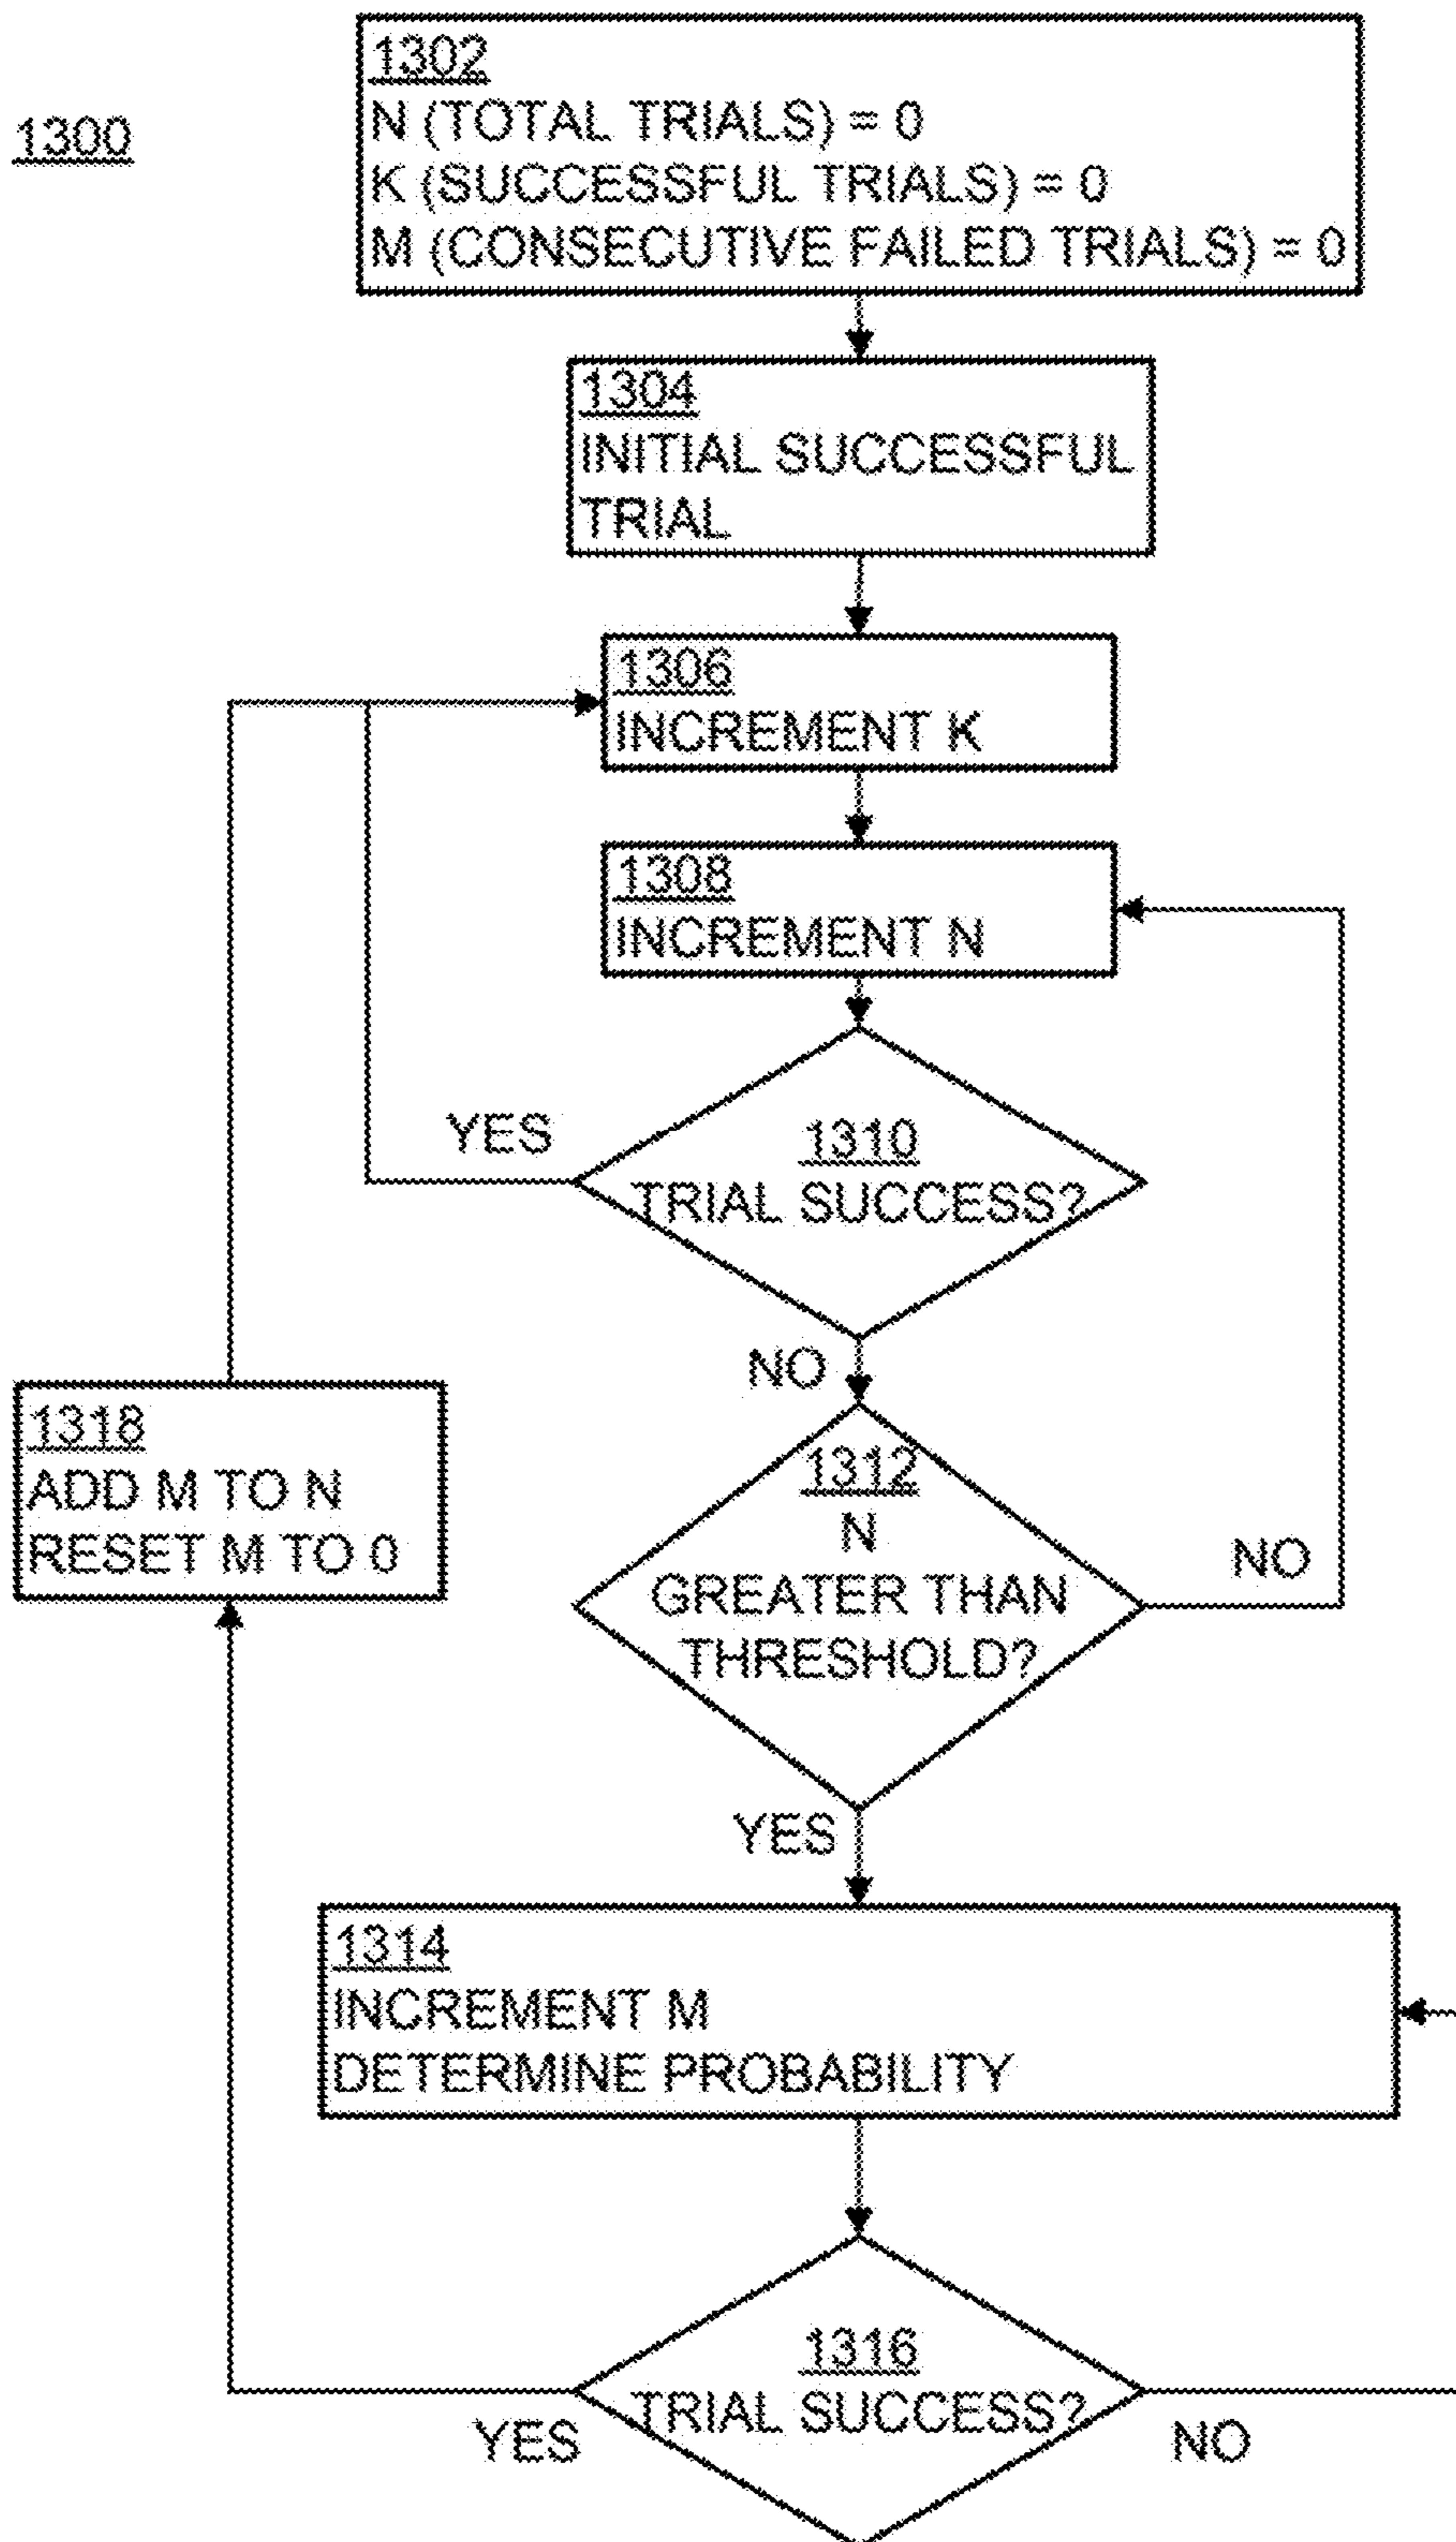 1300
1302
N (TOTAL TRIALS) = 0
K (SUCCESSFUL TRIALS) = 0
M (CONSECUTIVE FAILED TRIALS) = 0
1304
INITIAL SUCCESSFUL
TRIAL
1306
INCREMENT K
1308
INCREMENT N
1310
TRIAL SUCCESS?
YES
NO
1312
N
GREATER THAN
THRESHOLD?
NO
YES
1318
ADD M TO N
RESET M TO 0
1314
INCREMENT M
DETERMINE PROBABILITY
1316
TRIAL SUCCESS?
YES
NO